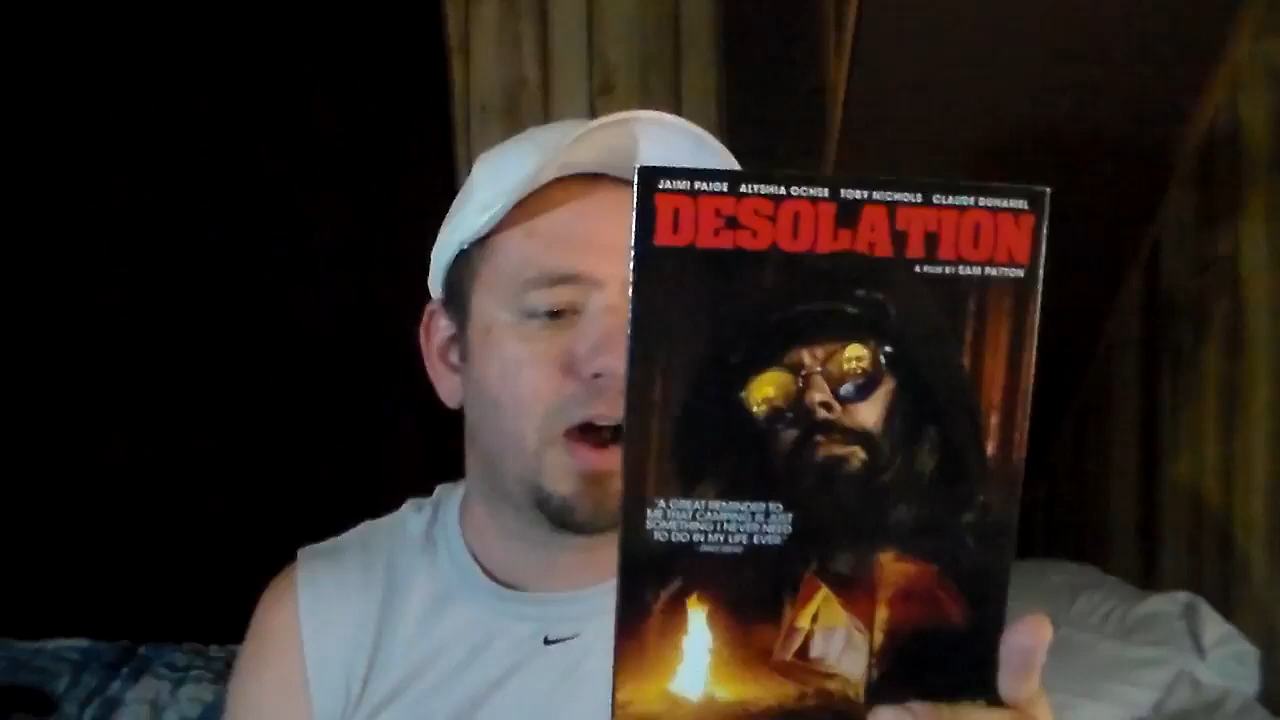 JAIMI PAIGE ALYSHIA OCHSE TOBY NICHOLS CLAUDE DUHAMEL
DESOLATION
A FILM BY SAM PATTON
"A GREAT REMINDER TO
ME THAT CAMPING IS JUST
SOMETHING I NEVER NEED
TO DO IN MY LIFE. EVER."